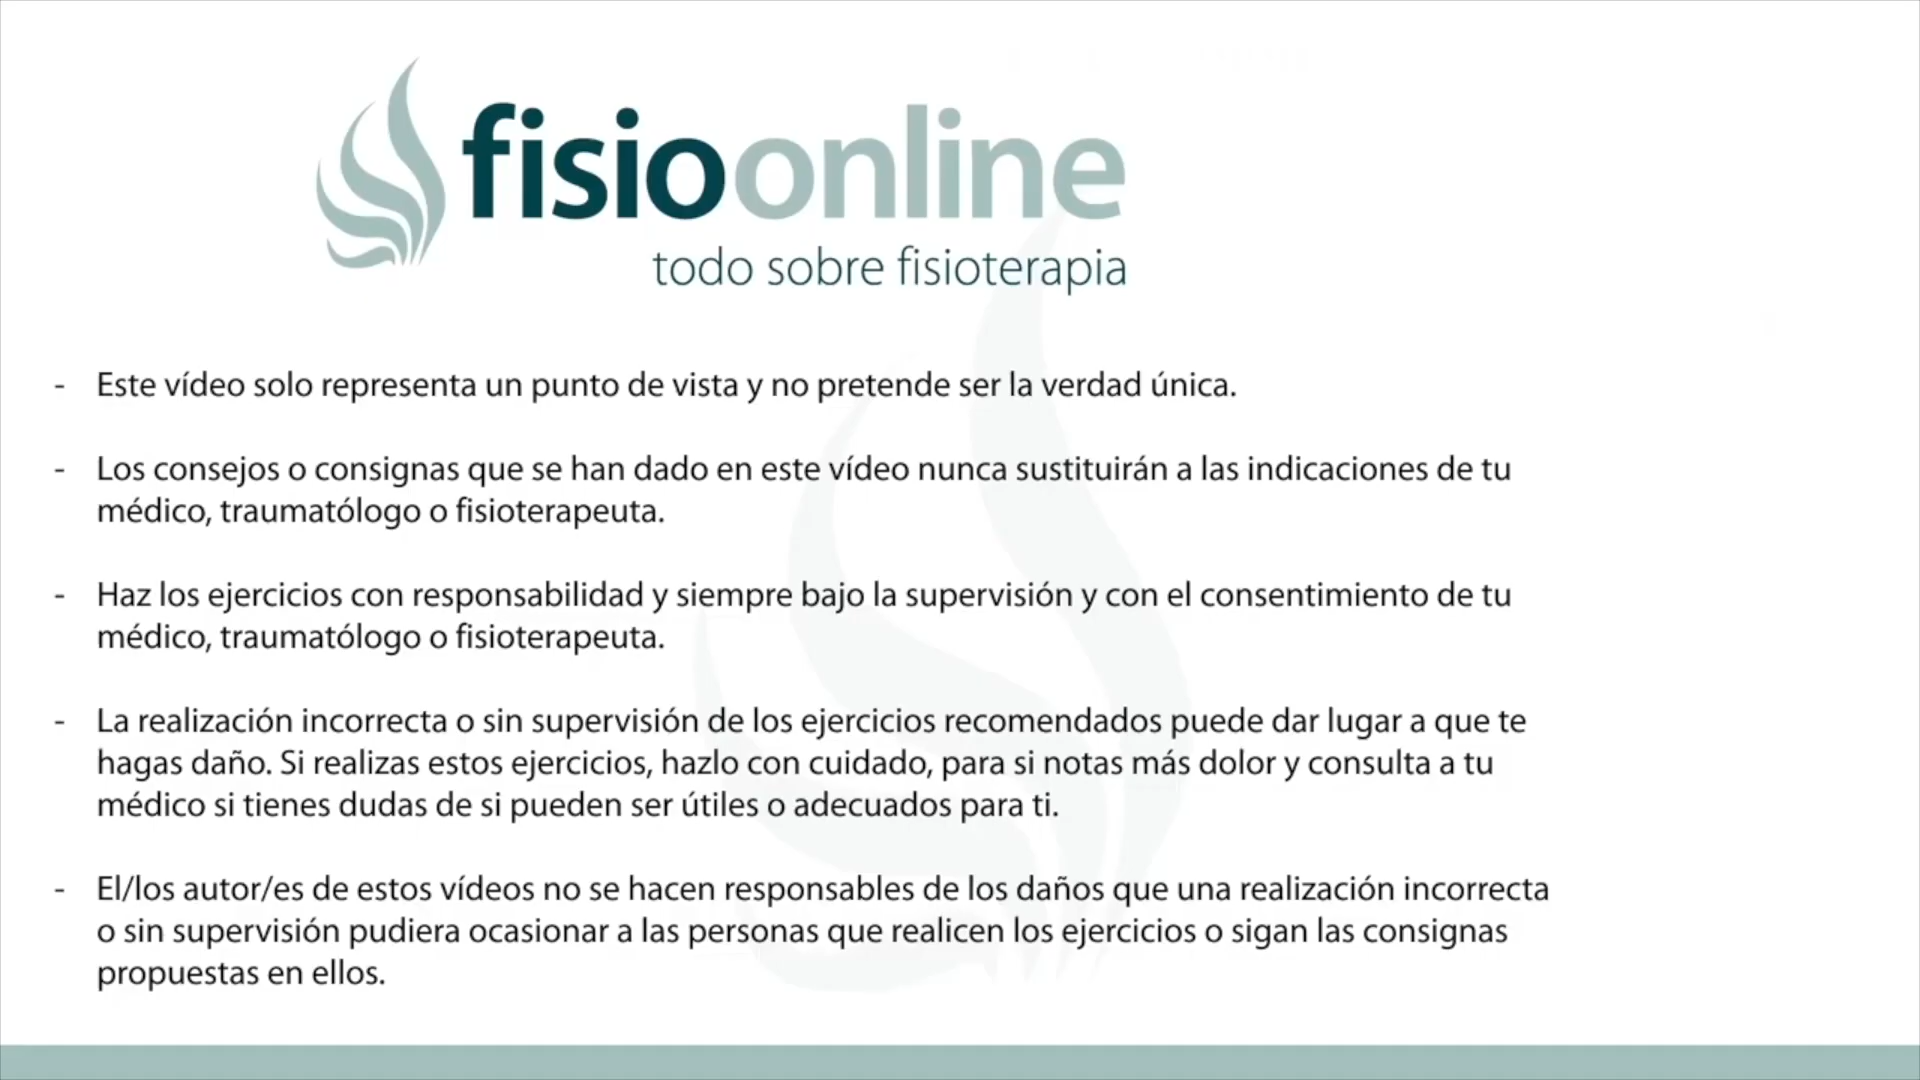 fisioonline
todo sobre fisioterapia
- Este vídeo solo representa un punto de vista y no pretende ser la verdad única.
- Los consejos o consignas que se han dado en este vídeo nunca sustituirán a las indicaciones de tu
médico, traumatólogo o fisioterapeuta.
- Haz los ejercicios con responsabilidad y siempre bajo la supervisión y con el consentimiento de tu
médico, traumatólogo o fisioterapeuta.
- La realización incorrecta o sin supervisión de los ejercicios recomendados puede dar lugar a que te
hagas daño. Si realizas estos ejercicios, hazlo con cuidado, para si notas más dolor y consulta a tu
médico si tienes dudas de si pueden ser útiles o adecuados para ti.
- El/los autor/es de estos vídeos no se hacen responsables de los daños que una realización incorrecta
o sin supervisión pudiera ocasionar a las personas que realicen los ejercicios o sigan las consignas
propuestas en ellos.